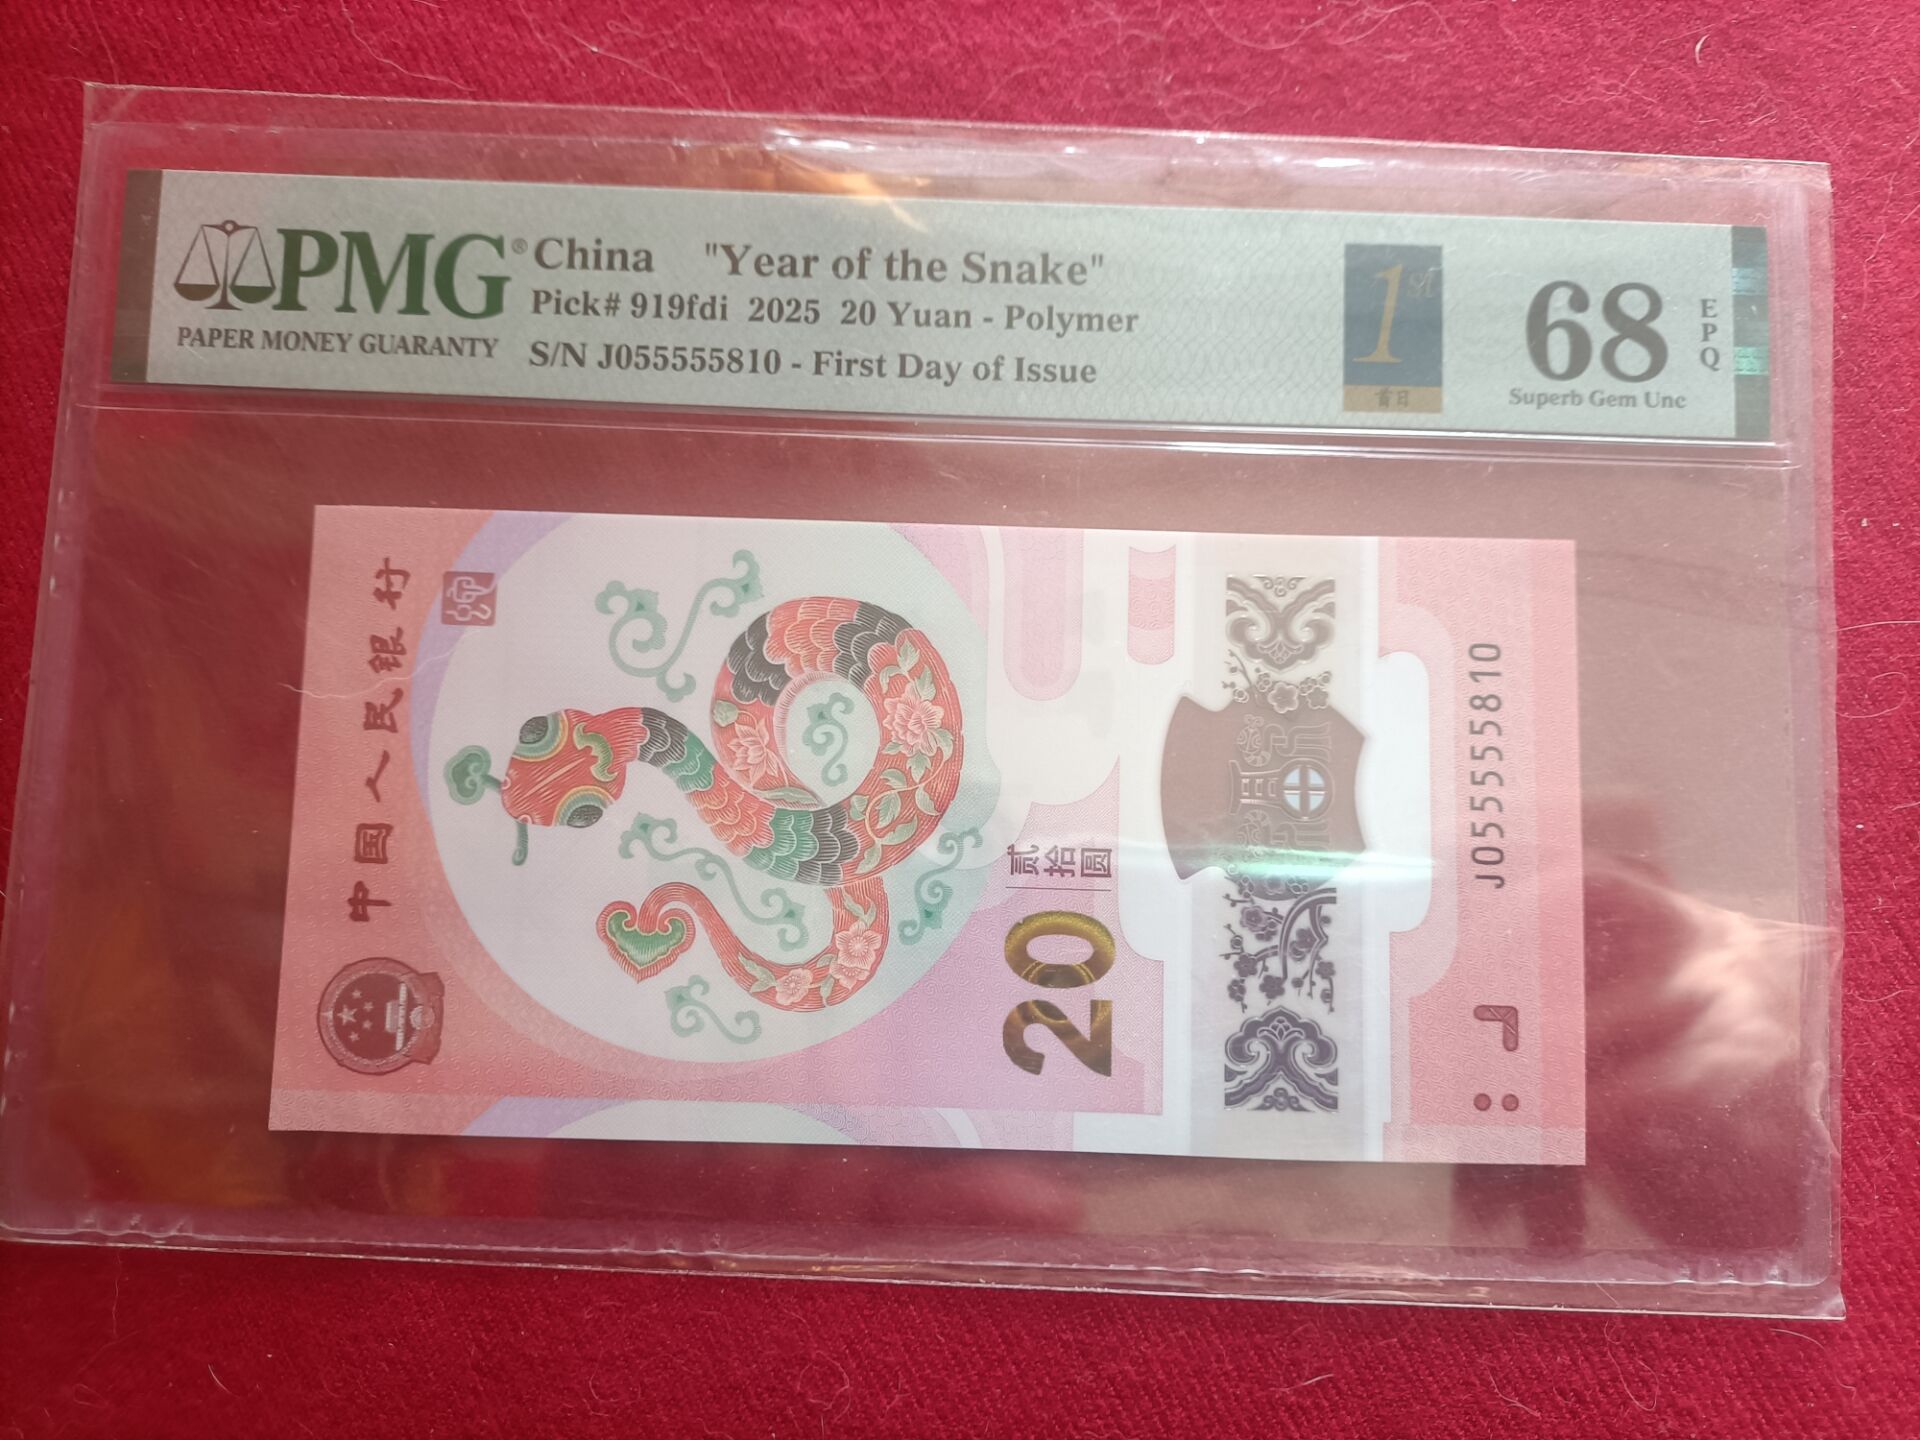 PMG®
PAPER MONEY GUARANTY
China "Year of the Snake"
Pick# 919fdi 2025 20 Yuan - Polymer
S/N J055555810 - First Day of Issue
1st
首日
68
EPQ
Superb Gem Unc
中国人民银行
20
贰拾圆
J055555810